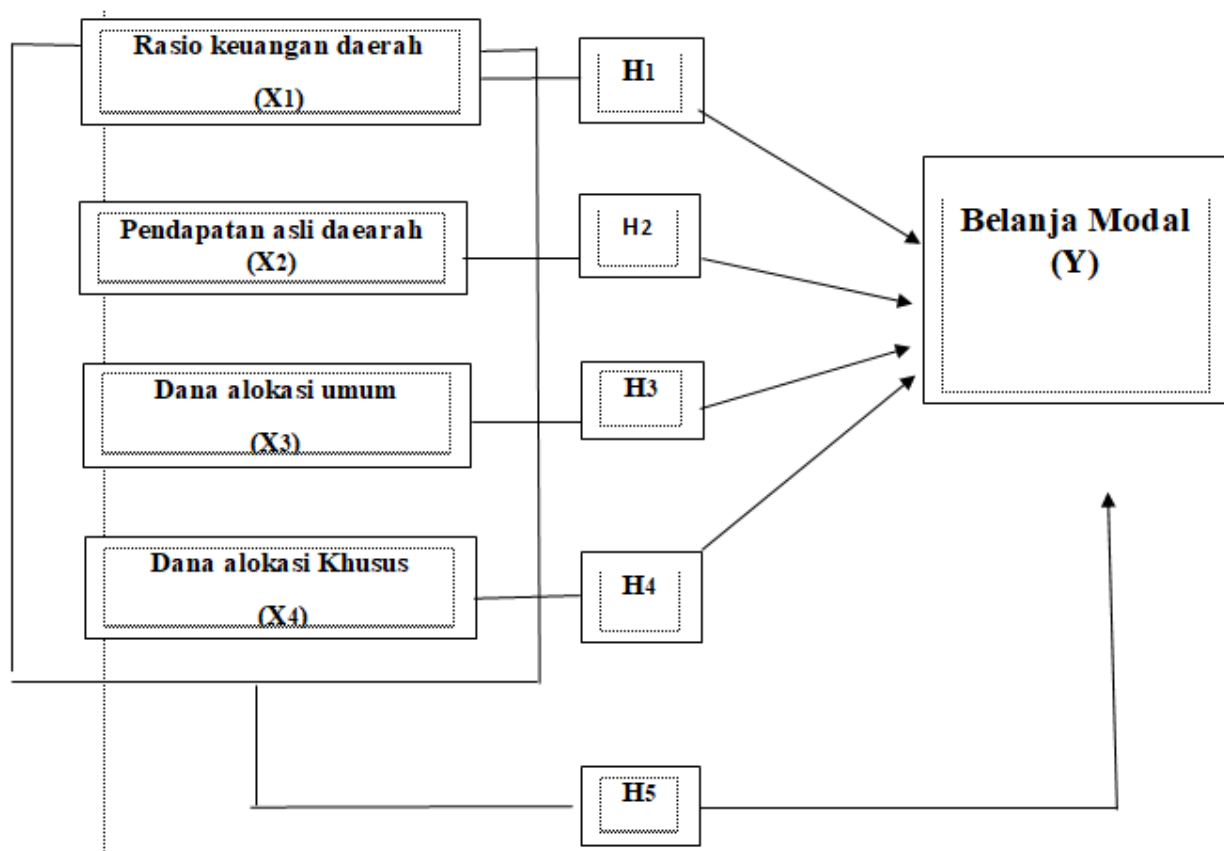 Rasio keuangan daerah
(X1)
H1
Pendapatan asli daearah
(X2)
H2
Belanja Modal
(Y)
Dana alokasi umum
(X3)
H3
Dana alokasi Khusus
(X4)
H4
H5